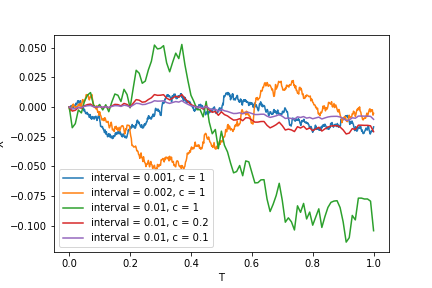 0.050
0.025
0.000
−0.025
−0.050
−0.075
−0.100
interval = 0.001, c = 1
interval = 0.002, c = 1
interval = 0.01, c = 1
interval = 0.01, c = 0.2
interval = 0.01, c = 0.1
0.0 0.2 0.4 0.6 0.8 1.0
T